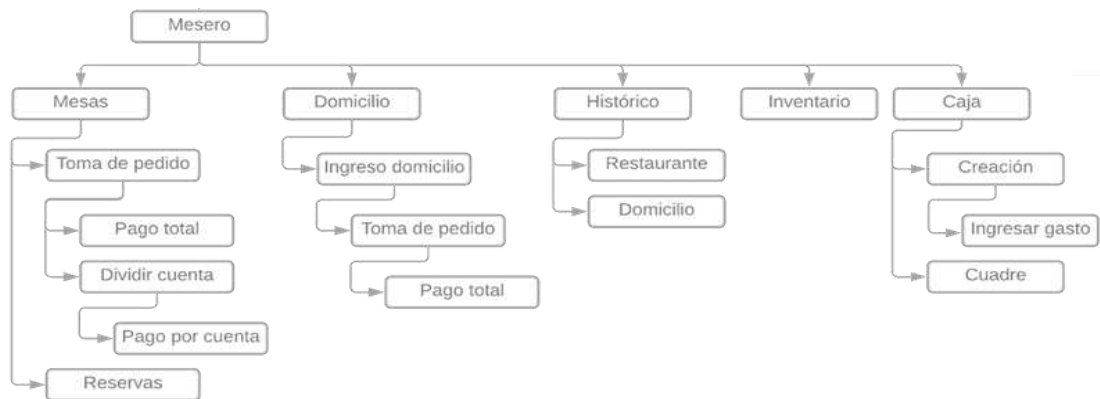 Mesero
Mesas
Domicilio
Histórico
Inventario
Caja
Toma de pedido
Ingreso domicilio
Restaurante
Creación
Domicilio
Pago total
Toma de pedido
Ingresar gasto
Dividir cuenta
Pago total
Cuadre
Pago por cuenta
Reservas